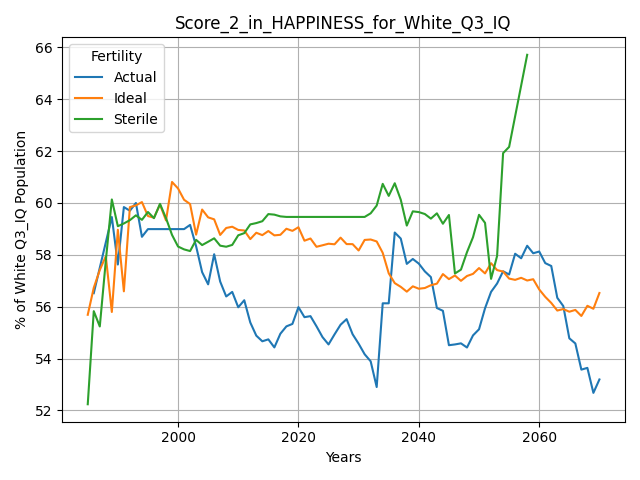 Score_2_in_HAPPINESS_for_White_Q3_IQ
66
64
62
60
58
56
54
52
% of White Q3_IQ Population
Fertility
Actual
Ideal
Sterile
2000
2020
2040
2060
Years